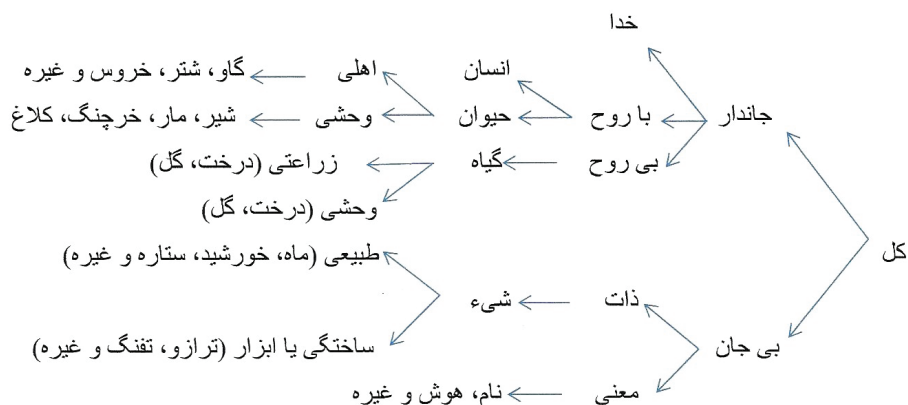 خدا
انسان اهلی گاو، شتر، خروس و غیره
جاندار با روح حیوان وحشی شیر، مار، خرچنگ، کلاغ
بی روح گیاه زراعتی (درخت، گل)
وحشی (درخت، گل)
کل طبیعی (ماه، خورشید، ستاره و غیره)
ذات شیء
بی جان ساختگی یا ابزار (ترازو، تفنگ و غیره)
معنی نام، هوش و غیره